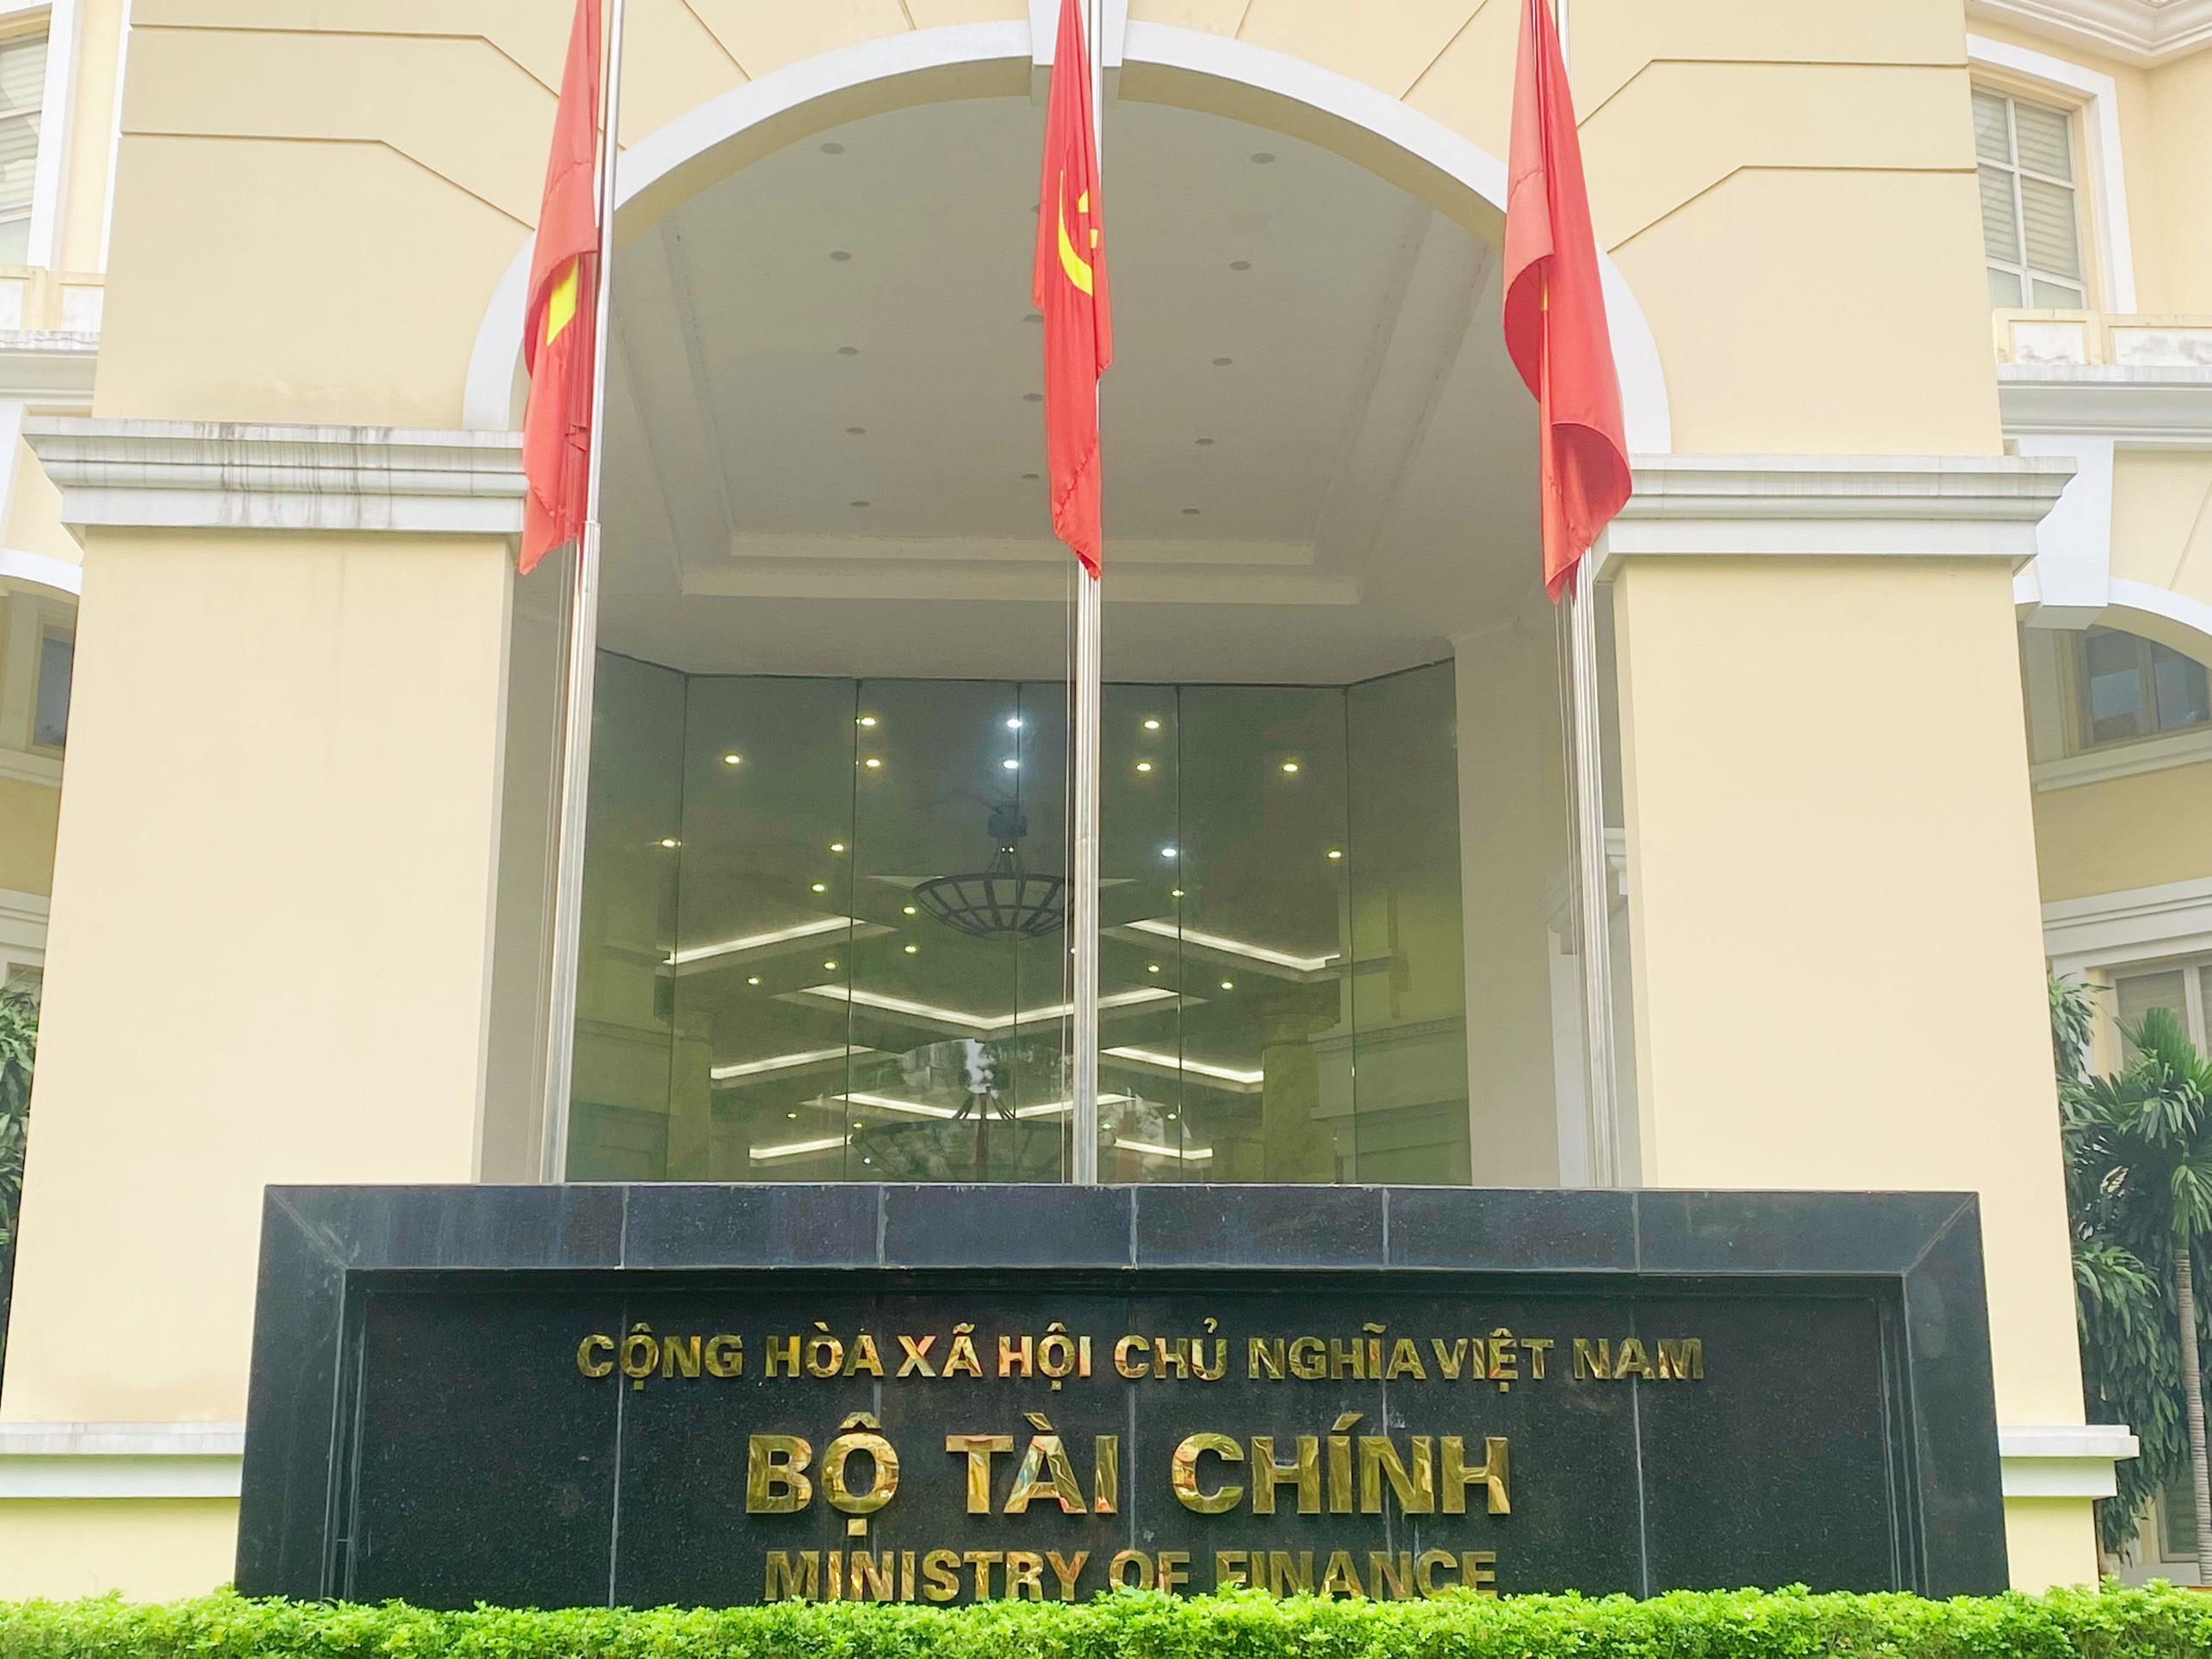 CỘNG HÒA XÃ HỘI CHỦ NGHĨA VIỆT NAM
BỘ TÀI CHÍNH
MINISTRY OF FINANCE